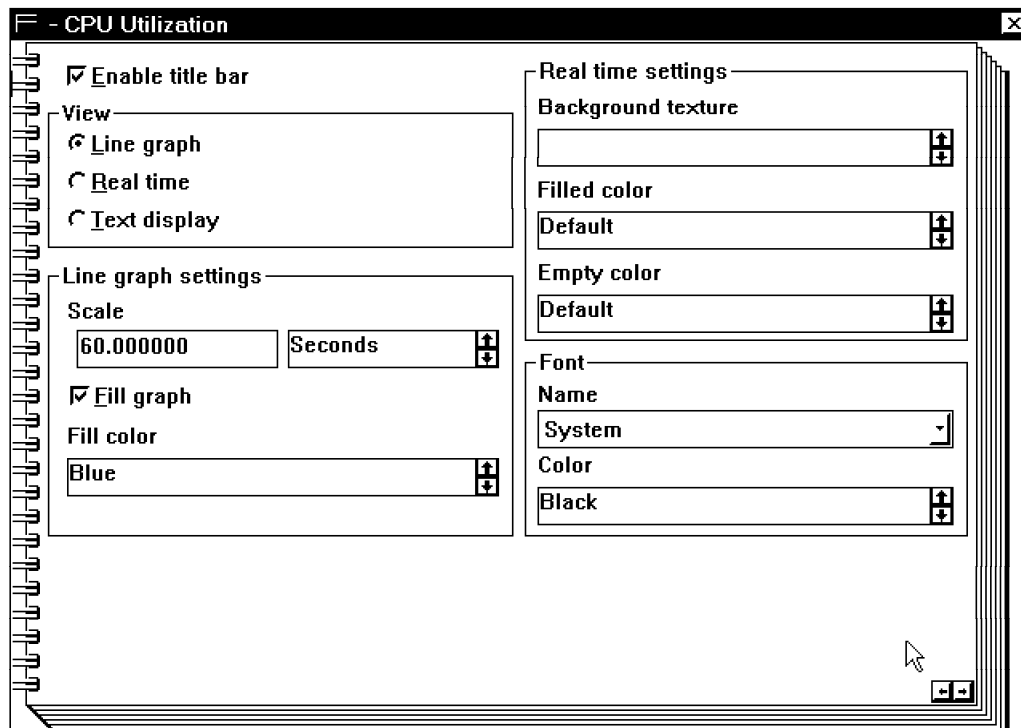 - CPU Utilization
Enable title bar
View
Line graph
Real time
Text display
Line graph settings
Scale
60.000000
Seconds
Fill graph
Fill color
Blue
Real time settings
Background texture
Filled color
Default
Empty color
Default
Font
Name
System
Color
Black